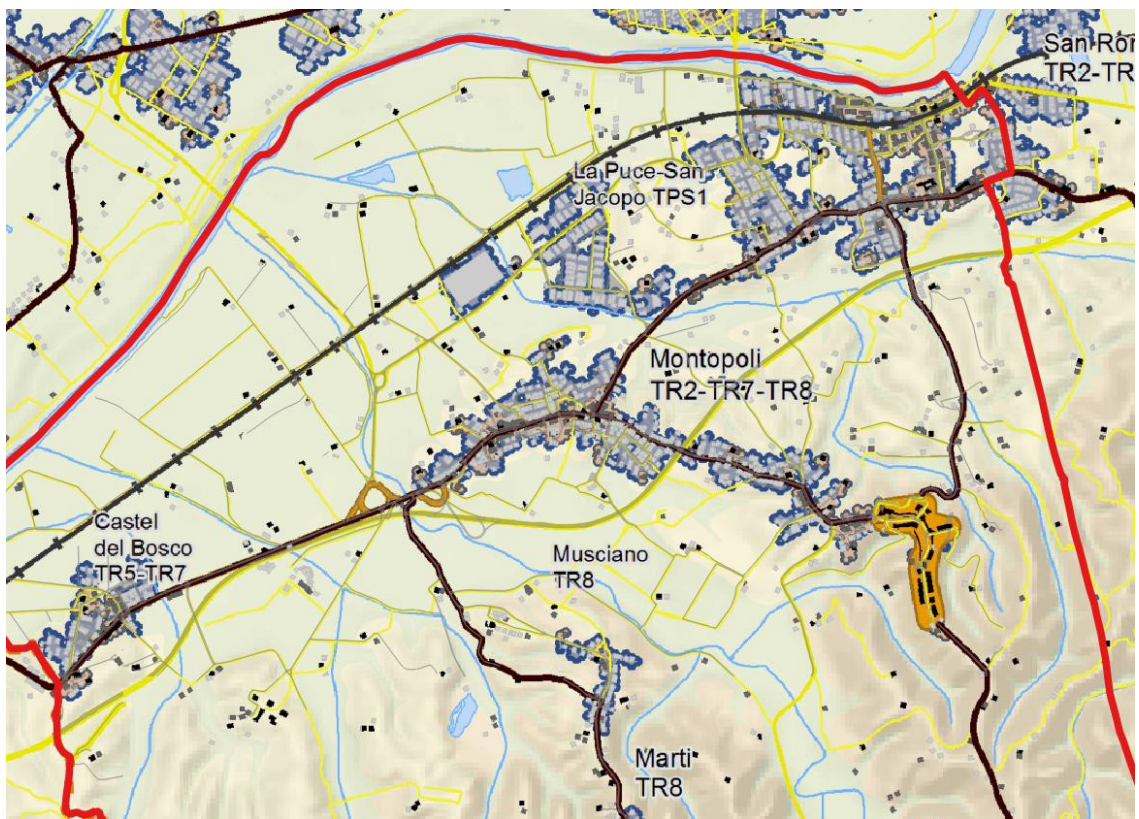 San Ro
TR2-TR
La Puce-San
Jacopo TPS1
Montopoli
TR2-TR7-TR8
Castel
del Bosco
TR5-TR7
Musciano
TR8
Marti
TR8